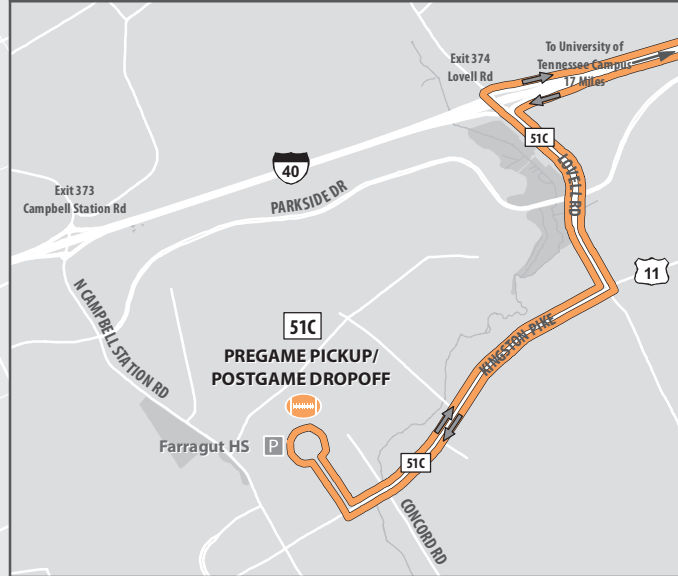 Exit 374
Lovell Rd
To University of
Tennessee Campus
17 Miles
51C
LOVELL RD
40
Exit 373
Campbell Station Rd
PARKSIDE DR
11
N CAMPBELL STATION RD
51C
PREGAME PICKUP/
POSTGAME DROPOFF
KINGSTON PIKE
Farragut HS
P
51C
CONCORD RD